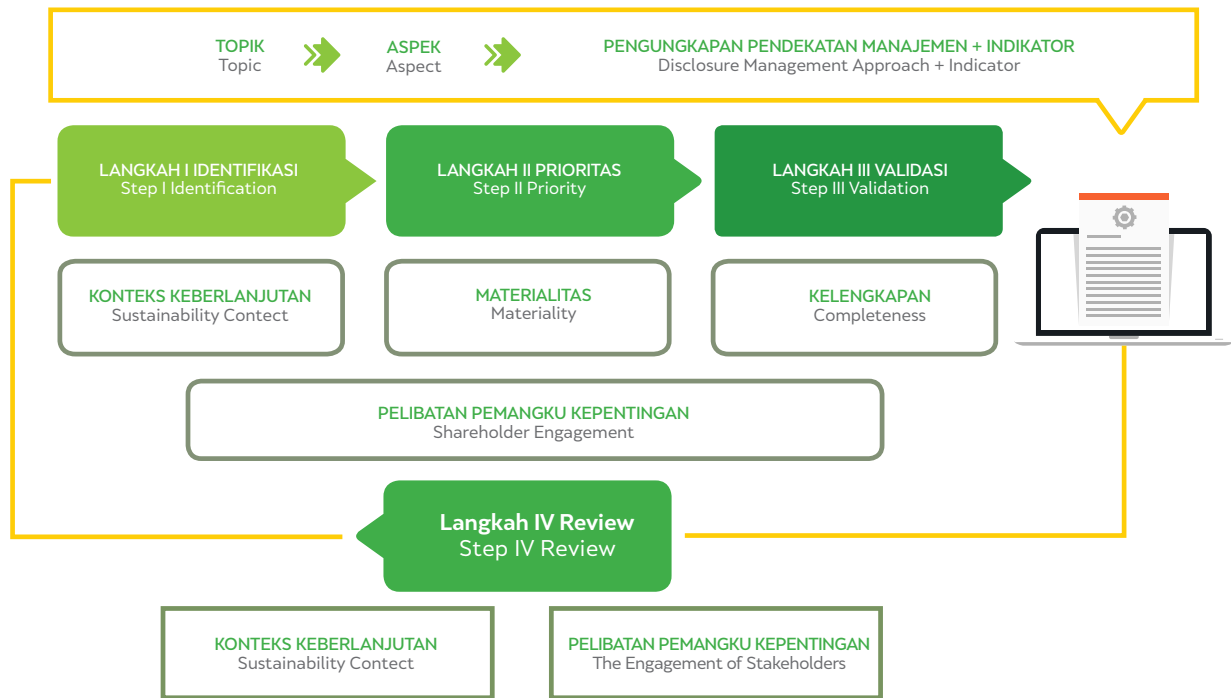 TOPIK
Topic
ASPEK
Aspect
PENGUNGKAPAN PENDEKATAN MANAJEMEN + INDIKATOR
Disclosure Management Approach + Indicator
LANGKAH I IDENTIFIKASI
Step I Identification
LANGKAH II PRIORITAS
Step II Priority
LANGKAH III VALIDASI
Step III Validation
KONTEKS KEBERLANJUTAN
Sustainability Contect
MATERIALITAS
Materiality
KELENGKAPAN
Completeness
PELIBATAN PEMANGKU KEPENTINGAN
Shareholder Engagement
Langkah IV Review
Step IV Review
KONTEKS KEBERLANJUTAN
Sustainability Contect
PELIBATAN PEMANGKU KEPENTINGAN
The Engagement of Stakeholders